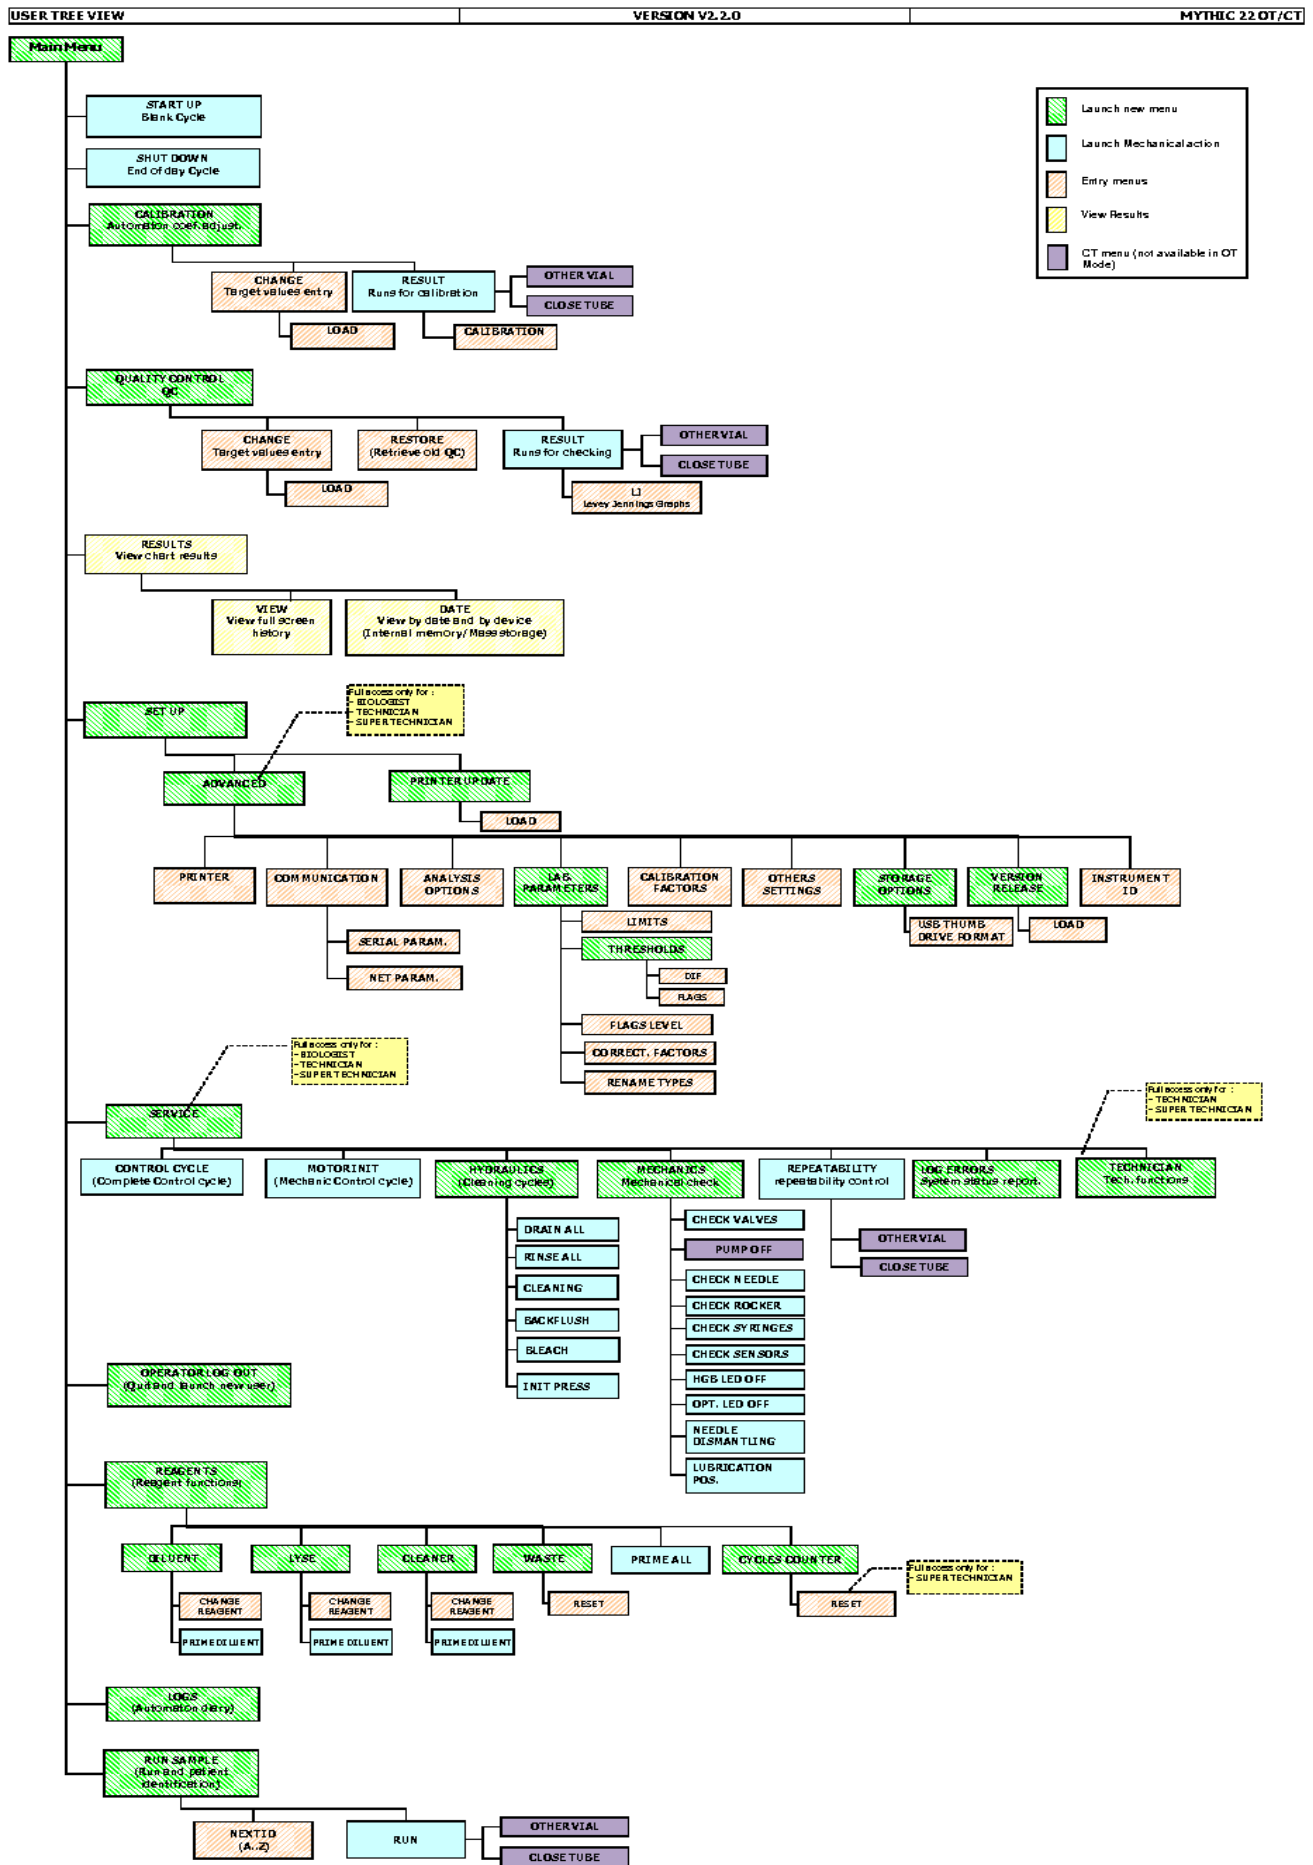 USER TREE VIEW
VERSION V2.2.0
MYTHIC 22 OT/CT
Main Menu
START UP
Blank Cycle
SHUT DOWN
End of day Cycle
CALIBRATION
Automaton coef. adjust.
CHANGE
Target values entry
LOAD
RESULT
Runs for calibration
CALIBRATION
OTHER VIAL
CLOSE TUBE
Launch new menu
Launch Mechanical action
Entry menus
View Results
CT menu (not available in OT
Mode)
QUALITY CONTROL
QC
CHANGE
Target values entry
LOAD
RESTORE
(Retrieve old QC)
RESULT
Runs for checking
LJ
Levey Jennings Graphs
OTHER VIAL
CLOSE TUBE
RESULTS
View chart results
VIEW
View full screen
history
DATE
View by date and by device
(Internal memory/ Mass storage)
SET UP
Full access only for :
- BIOLOGIST
- TECHNICIAN
- SUPER TECHNICIAN
ADVANCED
PRINTER UPDATE
LOAD
PRINTER
COMMUNICATION
SERIAL PARAM.
NET PARAM.
ANALYSIS
OPTIONS
LAB.
PARAMETERS
LIMITS
THRESHOLDS
DIF
FLAGS
FLAGS LEVEL
CORRECT. FACTORS
RENAME TYPES
CALIBRATION
FACTORS
OTHERS
SETTINGS
STORAGE
OPTIONS
USB THUMB
DRIVE FORMAT
VERSION
RELEASE
LOAD
INSTRUMENT
ID
SERVICE
Full access only for :
- BIOLOGIST
- TECHNICIAN
- SUPER TECHNICIAN
Full access only for :
- TECHNICIAN
- SUPER TECHNICIAN
CONTROL CYCLE
(Complete Control cycle)
MOTOR INIT
(Mechanic Control cycle)
HYDRAULICS
(Cleaning cycles)
DRAIN ALL
RINSE ALL
CLEANING
BACKFLUSH
BLEACH
INIT PRESS
MECHANICS
Mechanical check
CHECK VALVES
PUMP OFF
CHECK NEEDLE
CHECK ROCKER
CHECK SYRINGES
CHECK SENSORS
HGB LED OFF
OPT. LED OFF
NEEDLE
DISMANTLING
LUBRICATION
POS.
REPEATABILITY
repeatability control
OTHER VIAL
CLOSE TUBE
LOG ERRORS
System status report.
TECHNICIAN
Tech. functions
OPERATOR LOG OUT
(Quit and launch new user)
REAGENTS
(Reagent functions)
DILUENT
CHANGE
REAGENT
PRIME DILUENT
LYSE
CHANGE
REAGENT
PRIME DILUENT
CLEANER
CHANGE
REAGENT
PRIME DILUENT
WASTE
RESET
PRIME ALL
CYCLES COUNTER
RESET
Full access only for :
- SUPER TECHNICIAN
LOGS
(Automaton diary)
RUN SAMPLE
(Run and patient
identification)
NEXT ID
(A..Z)
RUN
OTHER VIAL
CLOSE TUBE